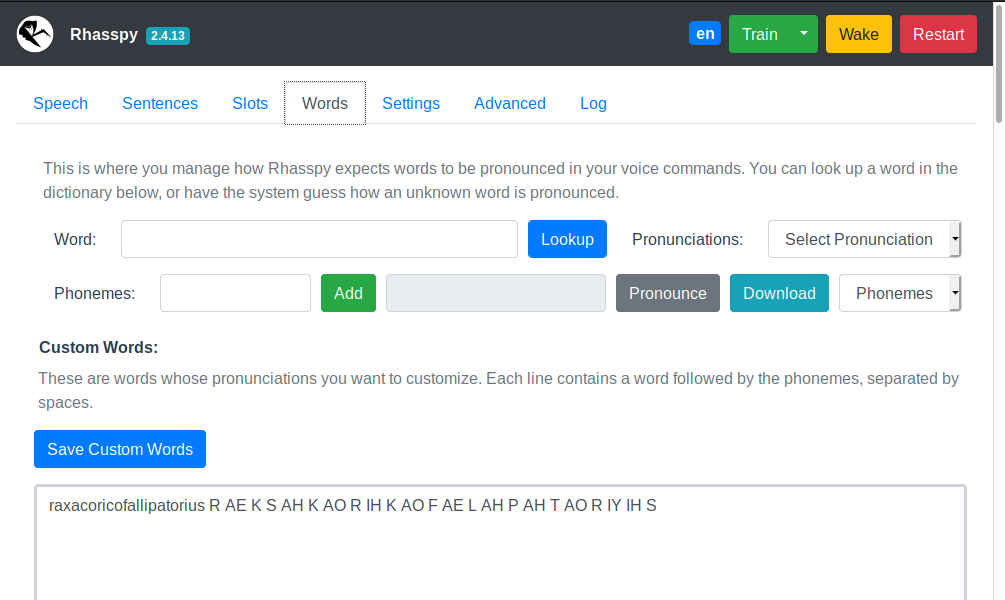 Rhasspy 2.4.13 en Train Wake Restart
Speech Sentences Slots Words Settings Advanced Log
This is where you manage how Rhasspy expects words to be pronounced in your voice commands. You can look up a word in the
dictionary below, or have the system guess how an unknown word is pronounced.
Word: Lookup Pronunciations: Select Pronunciation
Phonemes: Add Pronounce Download Phonemes
Custom Words:
These are words whose pronunciations you want to customize. Each line contains a word followed by the phonemes, separated by
spaces.
Save Custom Words
raxacoricofallipatorius R AE K S AH K AO R IH K AO F AE L AH P AH T AO R IY IH S